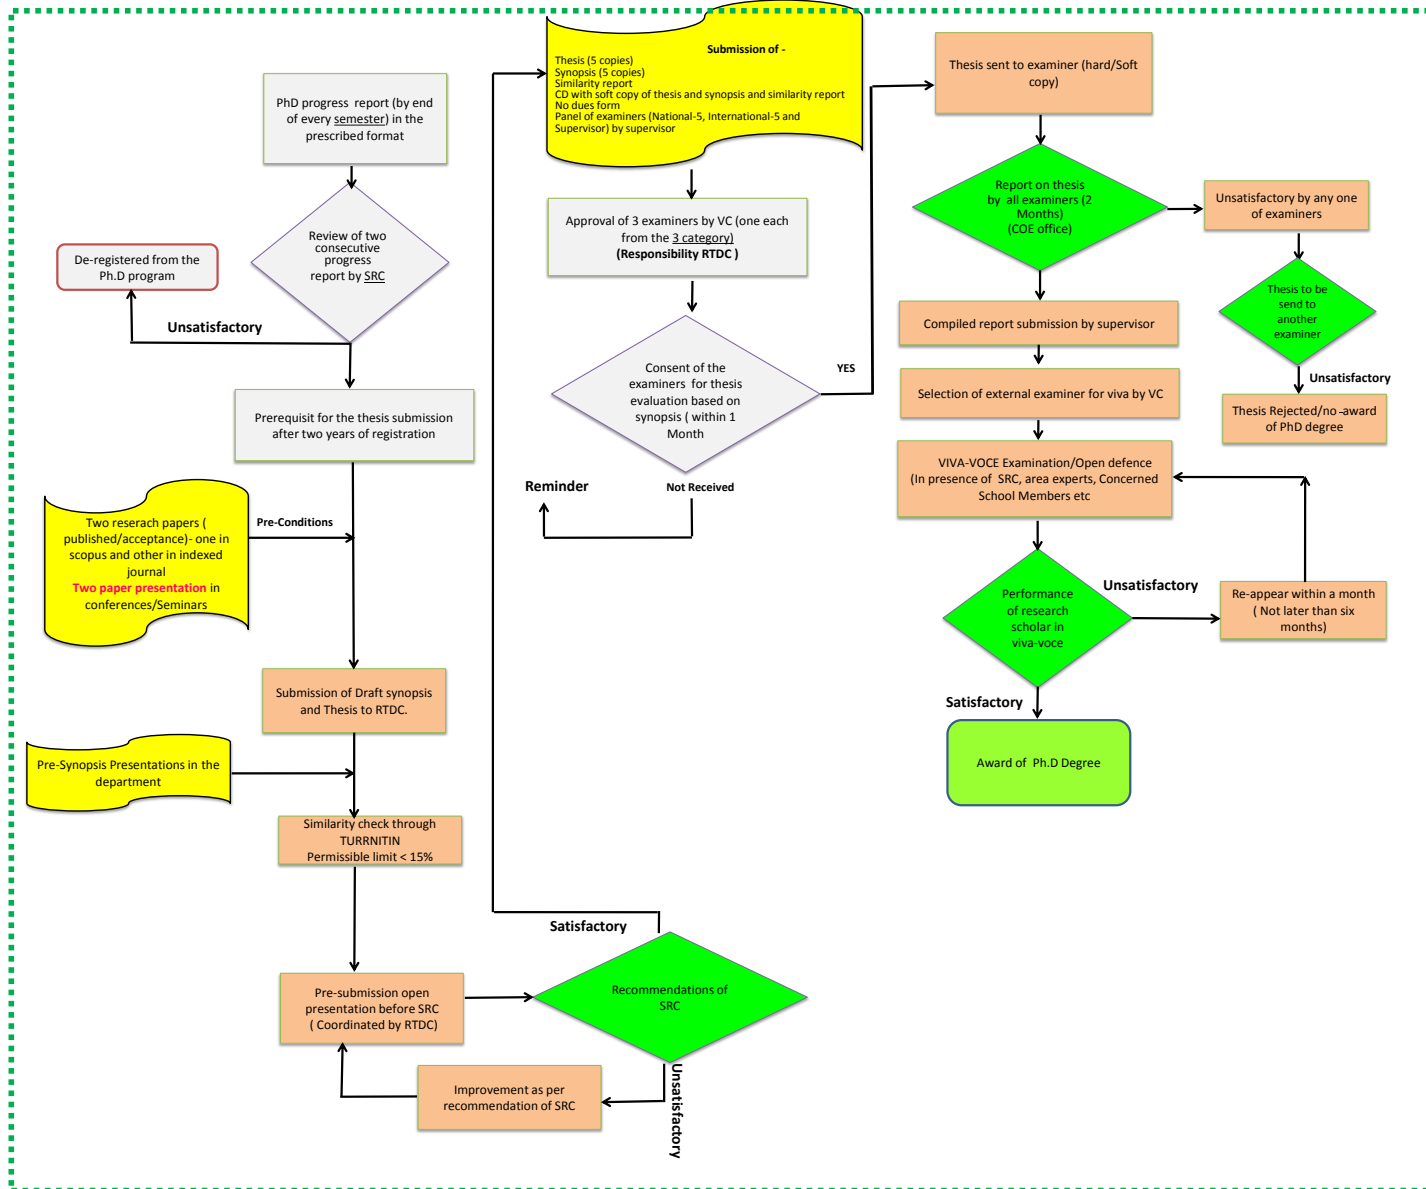 PhD progress report (by end
of every semester) in the
prescribed format
Review of two
consecutive
progress
report by SRC
De-registered from the
Ph.D program
Unsatisfactory
Prerequisit for the thesis submission
after two years of registration
Two reserach papers (
published/acceptance)- one in
scopus and other in indexed
journal
Two paper presentation in
conferences/Seminars
Pre-Conditions
Submission of Draft synopsis
and Thesis to RTDC.
Pre-Synopsis Presentations in the
department
Similarity check through
TURRNITIN
Permissible limit < 15%
Pre-submission open
presentation before SRC
( Coordinated by RTDC)
Improvement as per
recommendation of SRC
Recommendations of
SRC
Satisfactory
Unsatisfactory
Submission of -
Thesis (5 copies)
Synopsis (5 copies)
Similarity report
CD with soft copy of thesis and synopsis and similarity report
No dues form
Panel of examiners (National-5, International-5 and
Supervisor) by supervisor
Approval of 3 examiners by VC (one each
from the 3 category)
(Responsibility RTDC )
Consent of the
examiners for thesis
evaluation based on
synopsis ( within 1
Month
YES
Not Received
Reminder
Thesis sent to examiner (hard/Soft
copy)
Report on thesis
by all examiners (2
Months)
(COE office)
Unsatisfactory by any one
of examiners
Thesis to be
send to
another
examiner
Unsatisfactory
Thesis Rejected/no-award
of PhD degree
Compiled report submission by supervisor
Selection of external examiner for viva by VC
VIVA-VOCE Examination/Open defence
(In presence of SRC, area experts, Concerned
School Members etc
Performance
of research
scholar in
viva-voce
Unsatisfactory
Re-appear within a month
( Not later than six
months)
Satisfactory
Award of Ph.D Degree